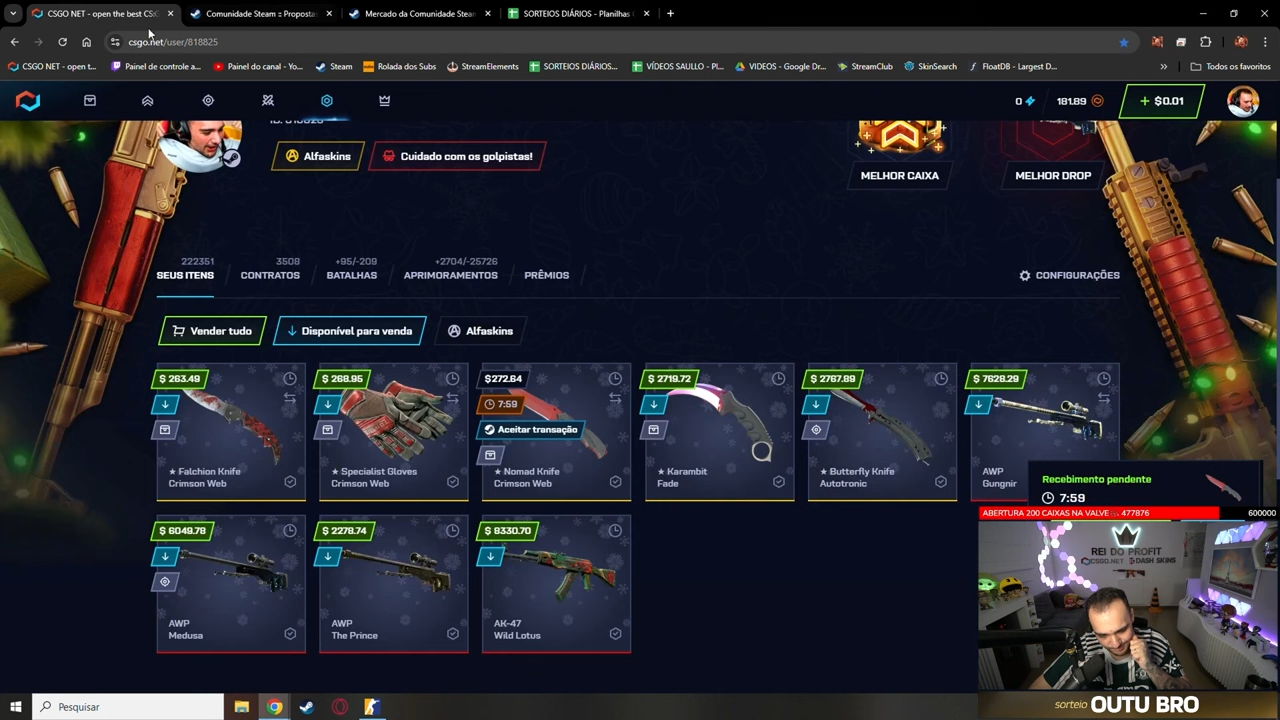 CSGO NET - open the best CS:
Comunidade Steam :: Propostas
Mercado da Comunidade Steam
SORTEIOS DIÁRIOS - Planilhas
csgo.net/user/818825
CSGO NET - open t...
Painel de controle a...
Painel do canal - Yo...
Steam
Rolada dos Subs
StreamElements
SORTEIOS DIÁRIOS...
VÍDEOS SAULLO - Pl...
VIDEOS - Google Dr...
StreamClub
SkinSearch
FloatDB - Largest D...
Todos os favoritos
0
181.89
+ $0.01
Alfaskins
Cuidado com os golpistas!
MELHOR CAIXA
MELHOR DROP
222351
3508
+95/-209
+2704/-25726
SEUS ITENS
CONTRATOS
BATALHAS
APRIMORAMENTOS
PRÊMIOS
CONFIGURAÇÕES
Vender tudo
Disponível para venda
Alfaskins
$ 263.49
★ Falchion Knife
Crimson Web
$ 268.95
★ Specialist Gloves
Crimson Web
$272.64
7:59
Aceitar transação
★ Nomad Knife
Crimson Web
$ 2719.72
★ Karambit
Fade
$ 2767.89
★ Butterfly Knife
Autotronic
$ 7628.29
AWP
Gungnir
Recebimento pendente
7:59
$ 6049.78
AWP
Medusa
$ 2278.74
AWP
The Prince
$ 8330.70
AK-47
Wild Lotus
ABERTURA 200 CAIXAS NA VALVE
477876
600000
REI DO PROFIT
CSGO.NET
DASH SKINS
Pesquisar
sorteio OUTU BRO